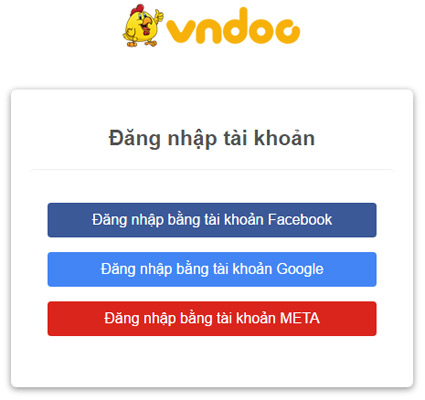 vndoc
Đăng nhập tài khoản
Đăng nhập bằng tài khoản Facebook
Đăng nhập bằng tài khoản Google
Đăng nhập bằng tài khoản META